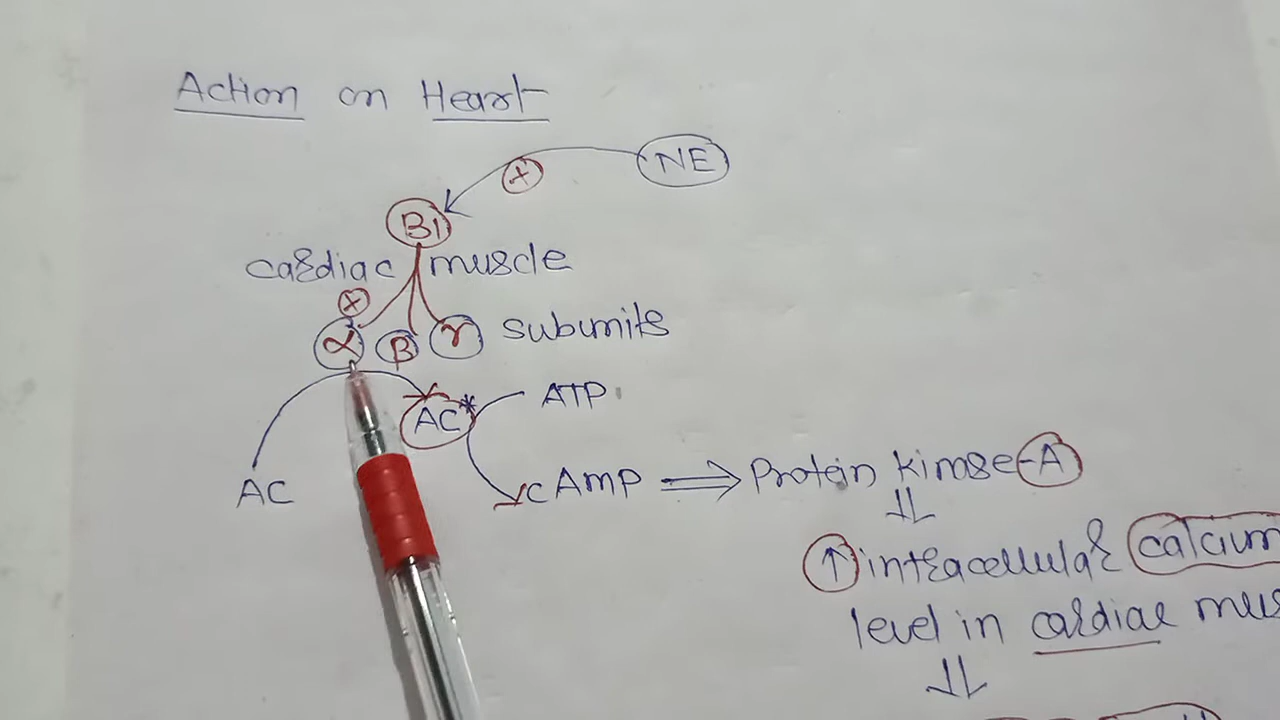 Action on Heart
+ NE
B1
cardiac muscle
+
α B γ subunits
AC* ATP
AC cAmp ⇒ Protein kinase-A
⇓
↑ intracellular calcium
level in cardiac mus
⇓